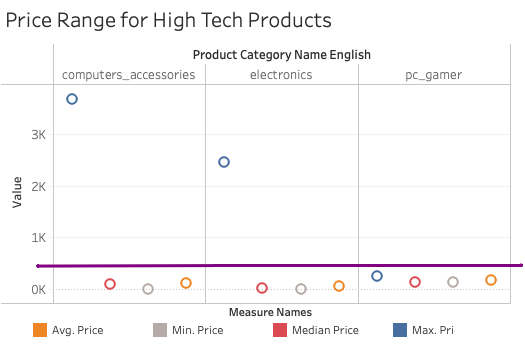 Price Range for High Tech Products
Product Category Name English
computers_accessories electronics pc_gamer
3K
2K
1K
0K
Value
Measure Names
Avg. Price Min. Price Median Price Max. Pri